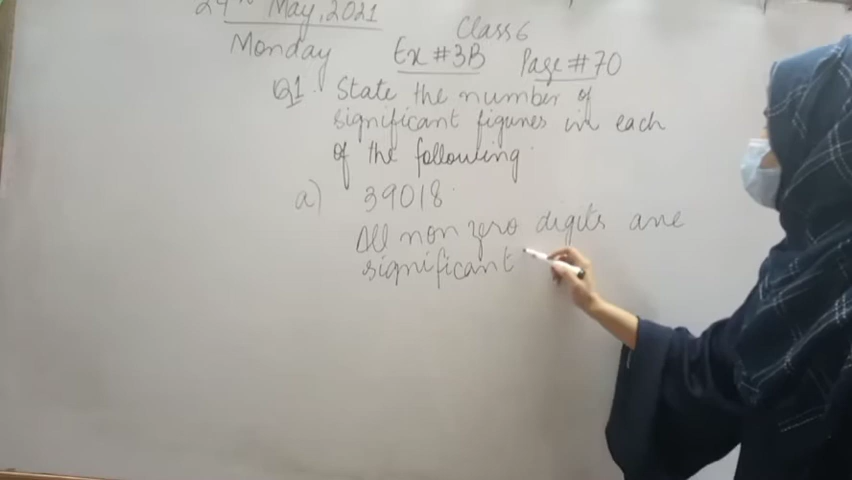 24th May, 2021
Class 6
Monday Ex #3B Page #70
Q1. State the number of
significant figures in each
of the following.
a) 39018.
All non zero digits are
significant